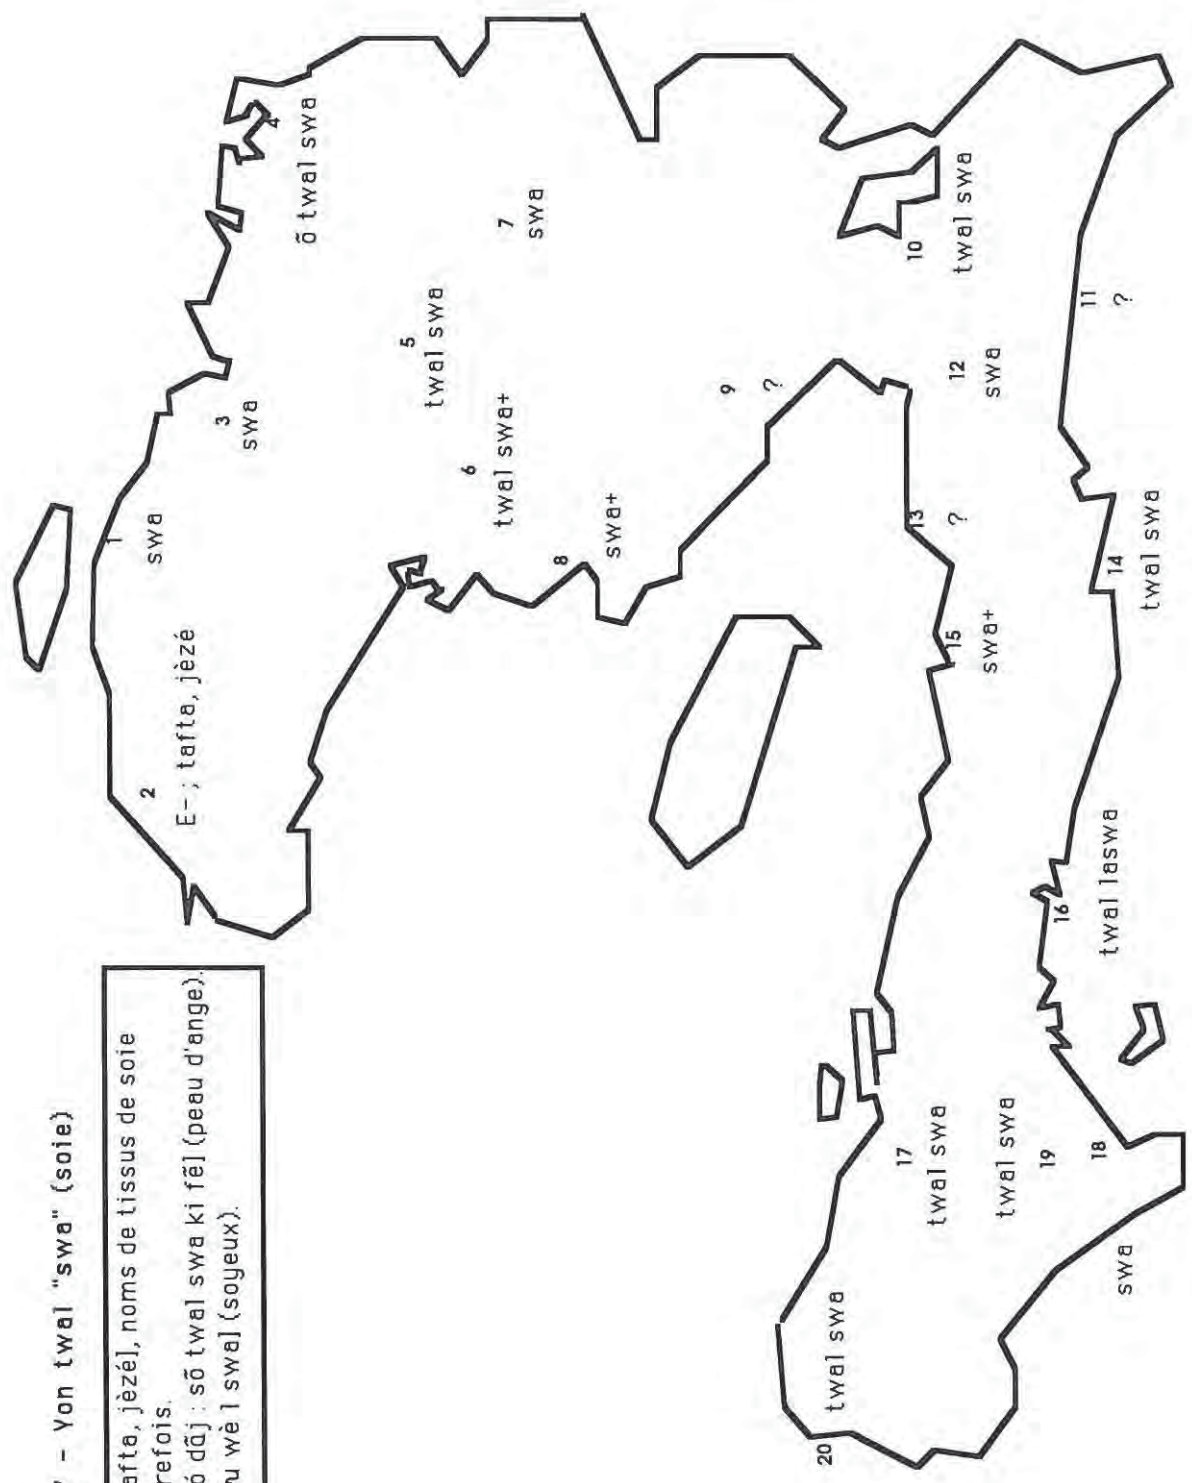 - Yon twal "swa" (soie)
afta, jèzé], noms de tissus de soie
refois.
ó dãj : sõ twal swa ki fẽ] (peau d'ange).
u wè l swa] (soyeux).
1
swa
2
E-; tafta, jèzé
3
swa
4
õ twal swa
5
twal swa
6
twal swa+
7
swa
8
swa+
9
?
10
twal swa
11
?
12
swa
13
?
14
twal swa
15
swa+
16
twal laswa
17
twal swa
twal swa
19
18
swa
twal swa
20